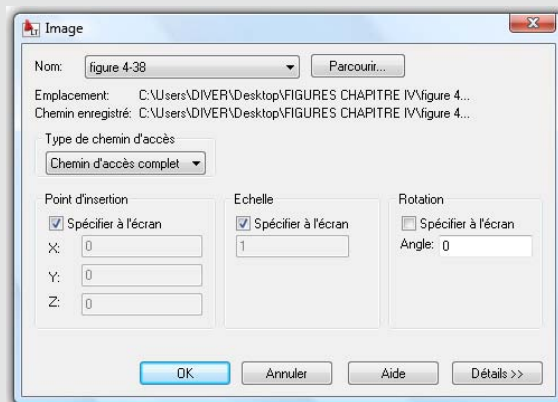 LT Image
Nom: figure 4-38 Parcourir...
Emplacement: C:\Users\DIVER\Desktop\FIGURES CHAPITRE IV\figure 4...
Chemin enregistré: C:\Users\DIVER\Desktop\FIGURES CHAPITRE IV\figure 4...
Type de chemin d'accès
Chemin d'accès complet
Point d'insertion
Spécifier à l'écran
X: 0
Y: 0
Z: 0
Echelle
Spécifier à l'écran
1
Rotation
Spécifier à l'écran
Angle: 0
OK Annuler Aide Détails >>